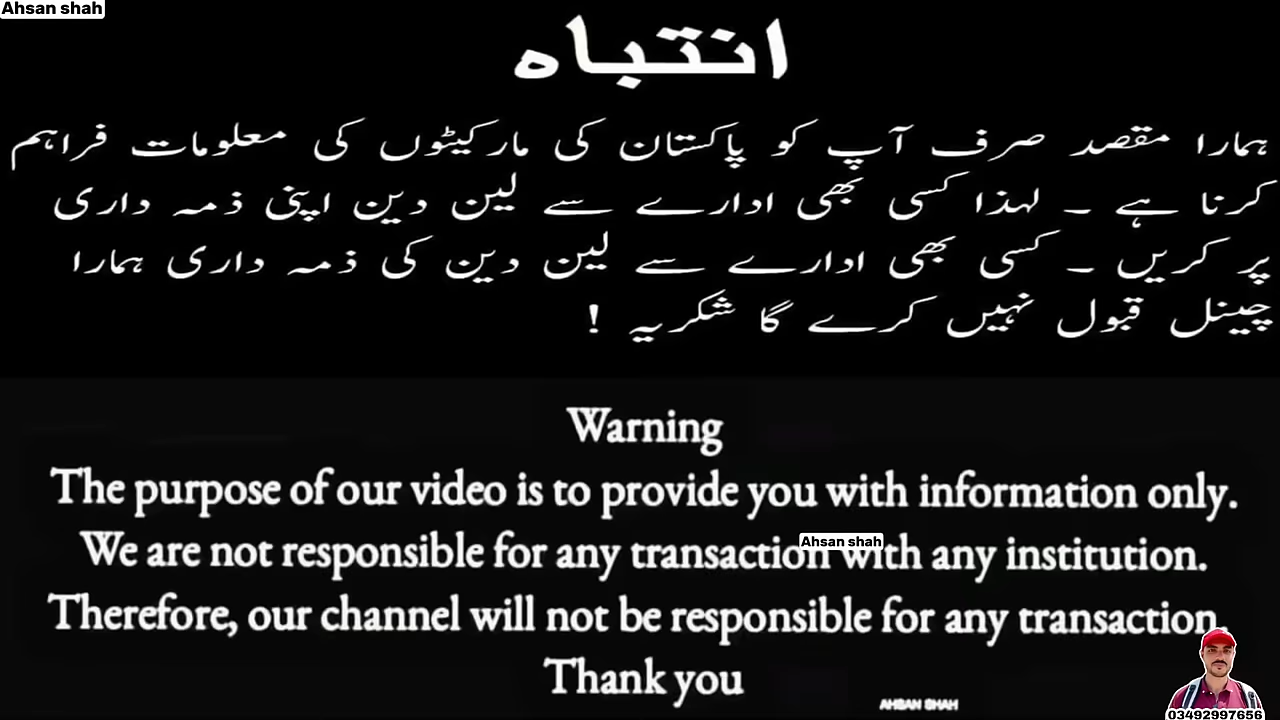 Ahsan shah
انتباہ
ہمارا مقصد صرف آپ کو پاکستان کی مارکیٹوں کی معلومات فراہم
کرنا ہے ۔ لہذا کسی بھی ادارے سے لین دین اپنی ذمہ داری
پر کریں ۔ کسی بھی ادارے سے لین دین کی ذمہ داری ہمارا
چینل قبول نہیں کرے گا شکریہ !
Warning
The purpose of our video is to provide you with information only.
Ahsan shah
We are not responsible for any transaction with any institution.
Therefore, our channel will not be responsible for any transaction.
Thank you
AHSAN SHAH
03492997656